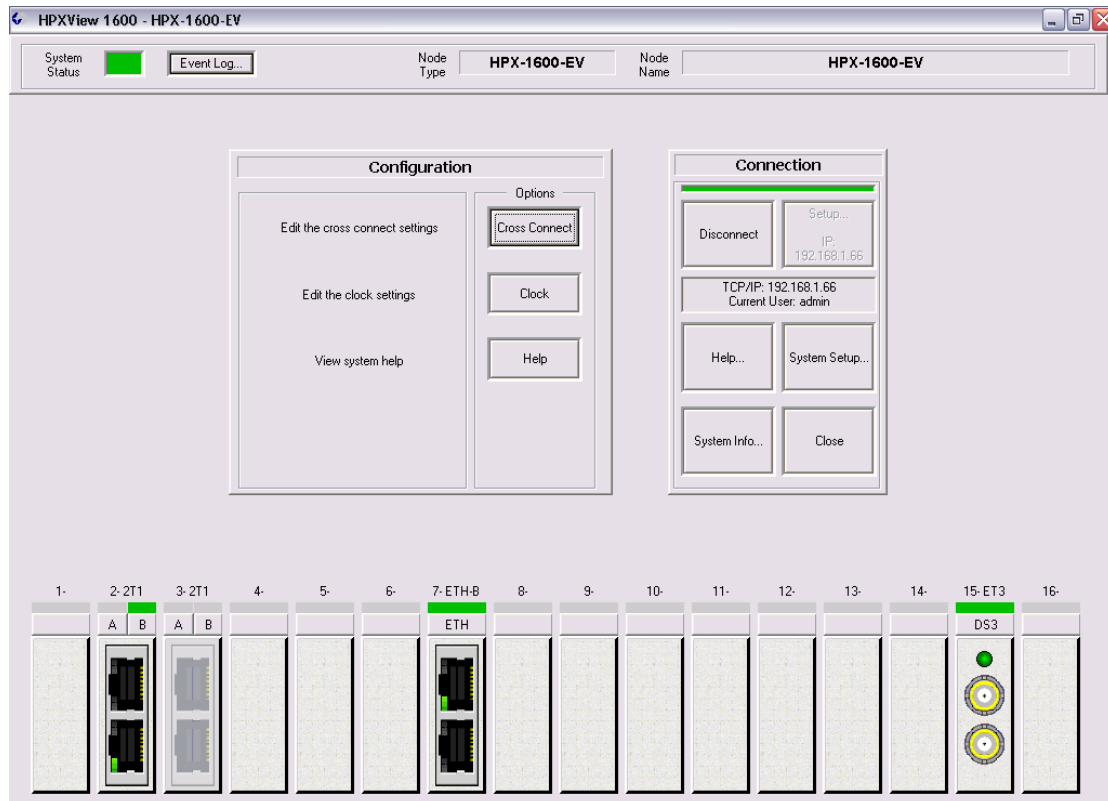 HPXView 1600 - HPX-1600-EV
System Status
Event Log...
Node Type
HPX-1600-EV
Node Name
HPX-1600-EV
Configuration
Options
Edit the cross connect settings
Cross Connect
Edit the clock settings
Clock
View system help
Help
Connection
Disconnect
Setup...
IP:
192.168.1.66
TCP/IP: 192.168.1.66
Current User: admin
Help...
System Setup...
System Info...
Close
1- 2- 2T1 3- 2T1 4- 5- 6- 7- ETH-B 8- 9- 10- 11- 12- 13- 14- 15- ET3 16-
A B A B ETH DS3